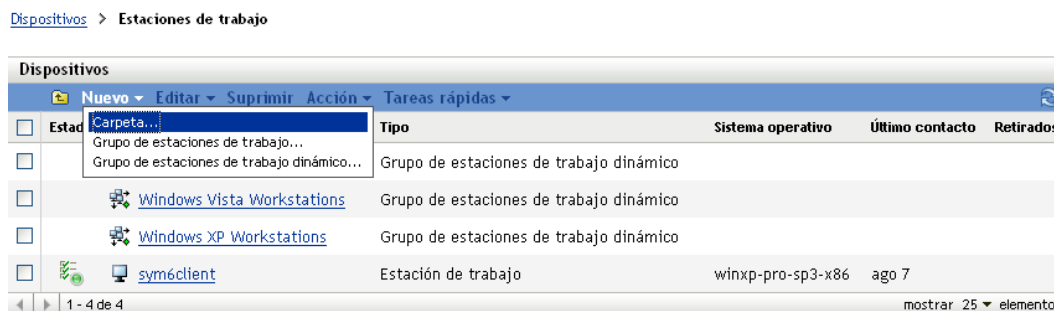 Dispositivos > Estaciones de trabajo
Dispositivos
Nuevo Editar Suprimir Acción Tareas rápidas
Carpeta...
Grupo de estaciones de trabajo...
Grupo de estaciones de trabajo dinámico...
Estad Tipo Sistema operativo Último contacto Retirados
Grupo de estaciones de trabajo dinámico
Windows Vista Workstations Grupo de estaciones de trabajo dinámico
Windows XP Workstations Grupo de estaciones de trabajo dinámico
sym6client Estación de trabajo winxp-pro-sp3-x86 ago 7
1 - 4 de 4 mostrar 25 elemento